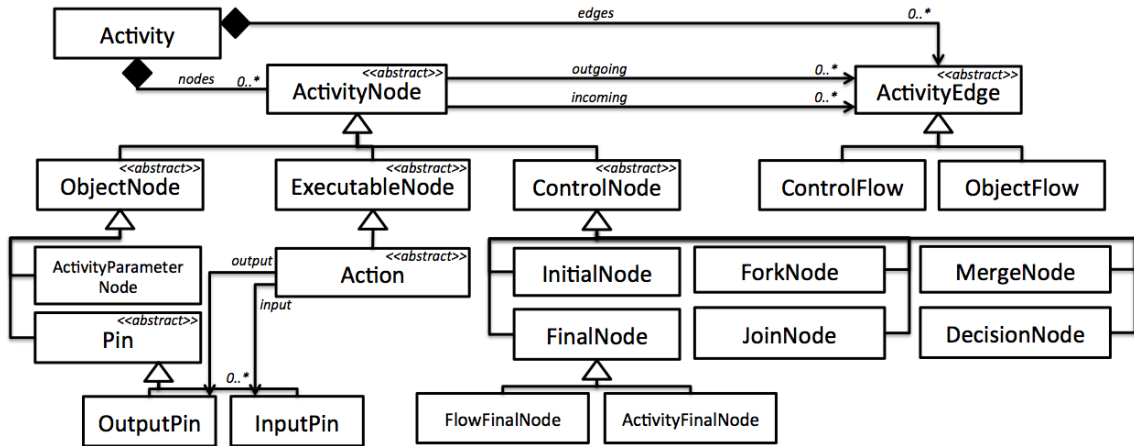 edges
0..*
Activity
nodes
0..*
<<abstract>>
ActivityNode
outgoing
0..*
incoming
0..*
<<abstract>>
ActivityEdge
<<abstract>>
ObjectNode
<<abstract>>
ExecutableNode
<<abstract>>
ControlNode
ControlFlow
ObjectFlow
ActivityParameter
Node
output
<<abstract>>
Action
input
InitialNode
ForkNode
MergeNode
<<abstract>>
Pin
FinalNode
JoinNode
DecisionNode
0..*
OutputPin
InputPin
FlowFinalNode
ActivityFinalNode